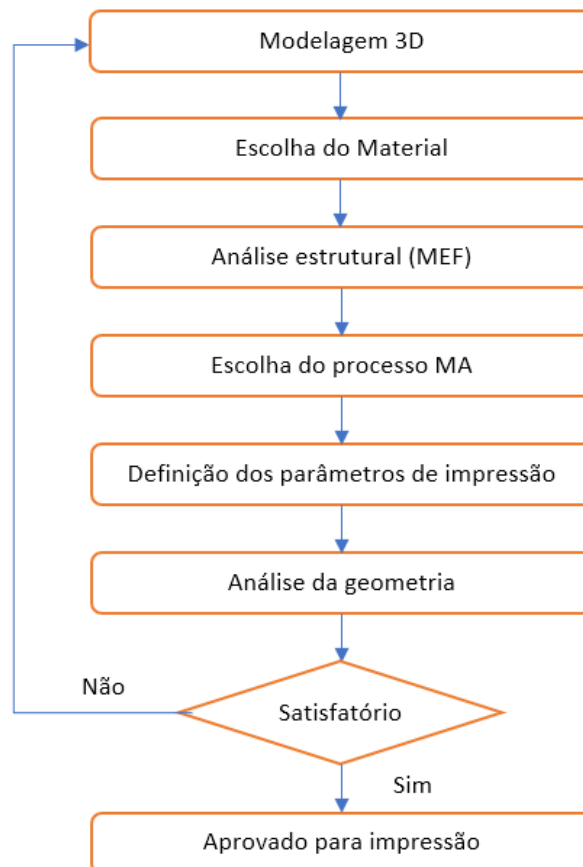 Modelagem 3D
Escolha do Material
Análise estrutural (MEF)
Escolha do processo MA
Definição dos parâmetros de impressão
Análise da geometria
Não
Satisfatório
Sim
Aprovado para impressão